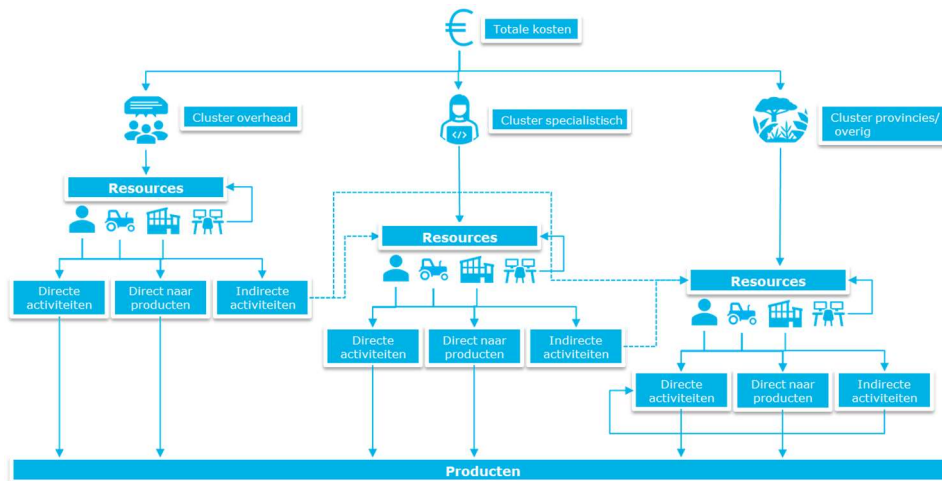 Totale kosten
Cluster overhead
Cluster specialistisch
Cluster provincies/
overig
Resources
Directe
activiteiten
Direct naar
producten
Indirecte
activiteiten
Resources
Directe
activiteiten
Direct naar
producten
Indirecte
activiteiten
Resources
Directe
activiteiten
Direct naar
producten
Indirecte
activiteiten
Producten